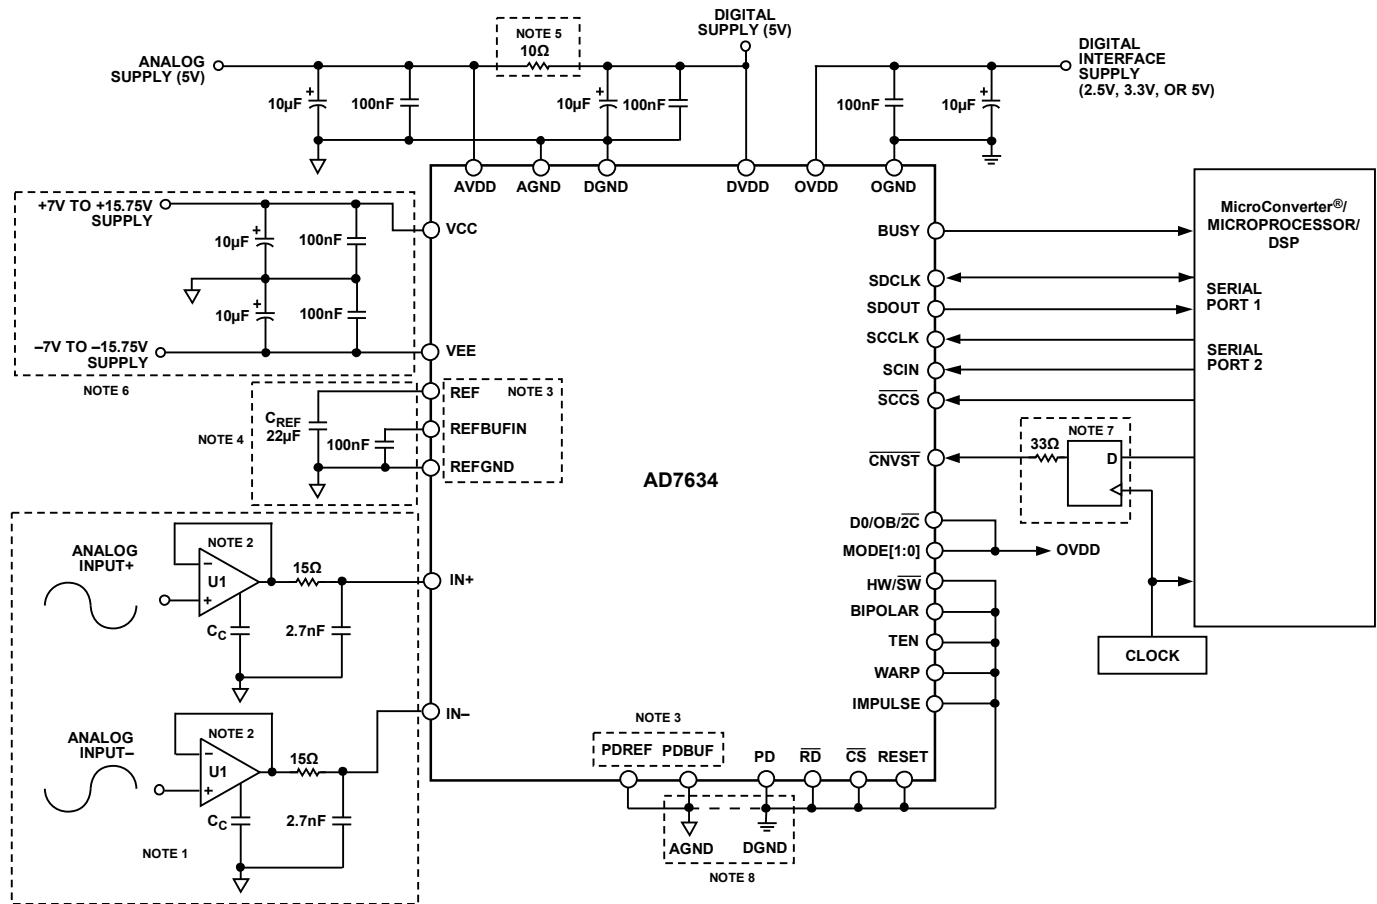 DIGITAL
SUPPLY (5V)
NOTE 5
10Ω
ANALOG
SUPPLY (5V)
DIGITAL
INTERFACE
SUPPLY
(2.5V, 3.3V, OR 5V)
+
10µF
100nF
+
10µF
100nF
100nF
+
10µF
AVDD
AGND
DGND
DVDD
OVDD
OGND
+7V TO +15.75V
SUPPLY
+
10µF
100nF
+
10µF
100nF
–7V TO –15.75V
SUPPLY
NOTE 6
VCC
VEE
REF
NOTE 3
REFBUFIN
REFGND
CREF
22µF
NOTE 4
100nF
AD7634
BUSY
SDCLK
SDOUT
SCCLK
SCIN
SCCS
CNVST
D0/OB/2C
MODE[1:0]
HW/SW
BIPOLAR
TEN
WARP
IMPULSE
MicroConverter®/
MICROPROCESSOR/
DSP
SERIAL
PORT 1
SERIAL
PORT 2
NOTE 7
33Ω
D
OVDD
CLOCK
ANALOG
INPUT+
NOTE 2
–
U1
+
15Ω
CC
2.7nF
IN+
ANALOG
INPUT–
NOTE 2
–
U1
+
15Ω
CC
2.7nF
IN–
NOTE 1
NOTE 3
PDREF PDBUF
PD
RD
CS
RESET
AGND
DGND
NOTE 8